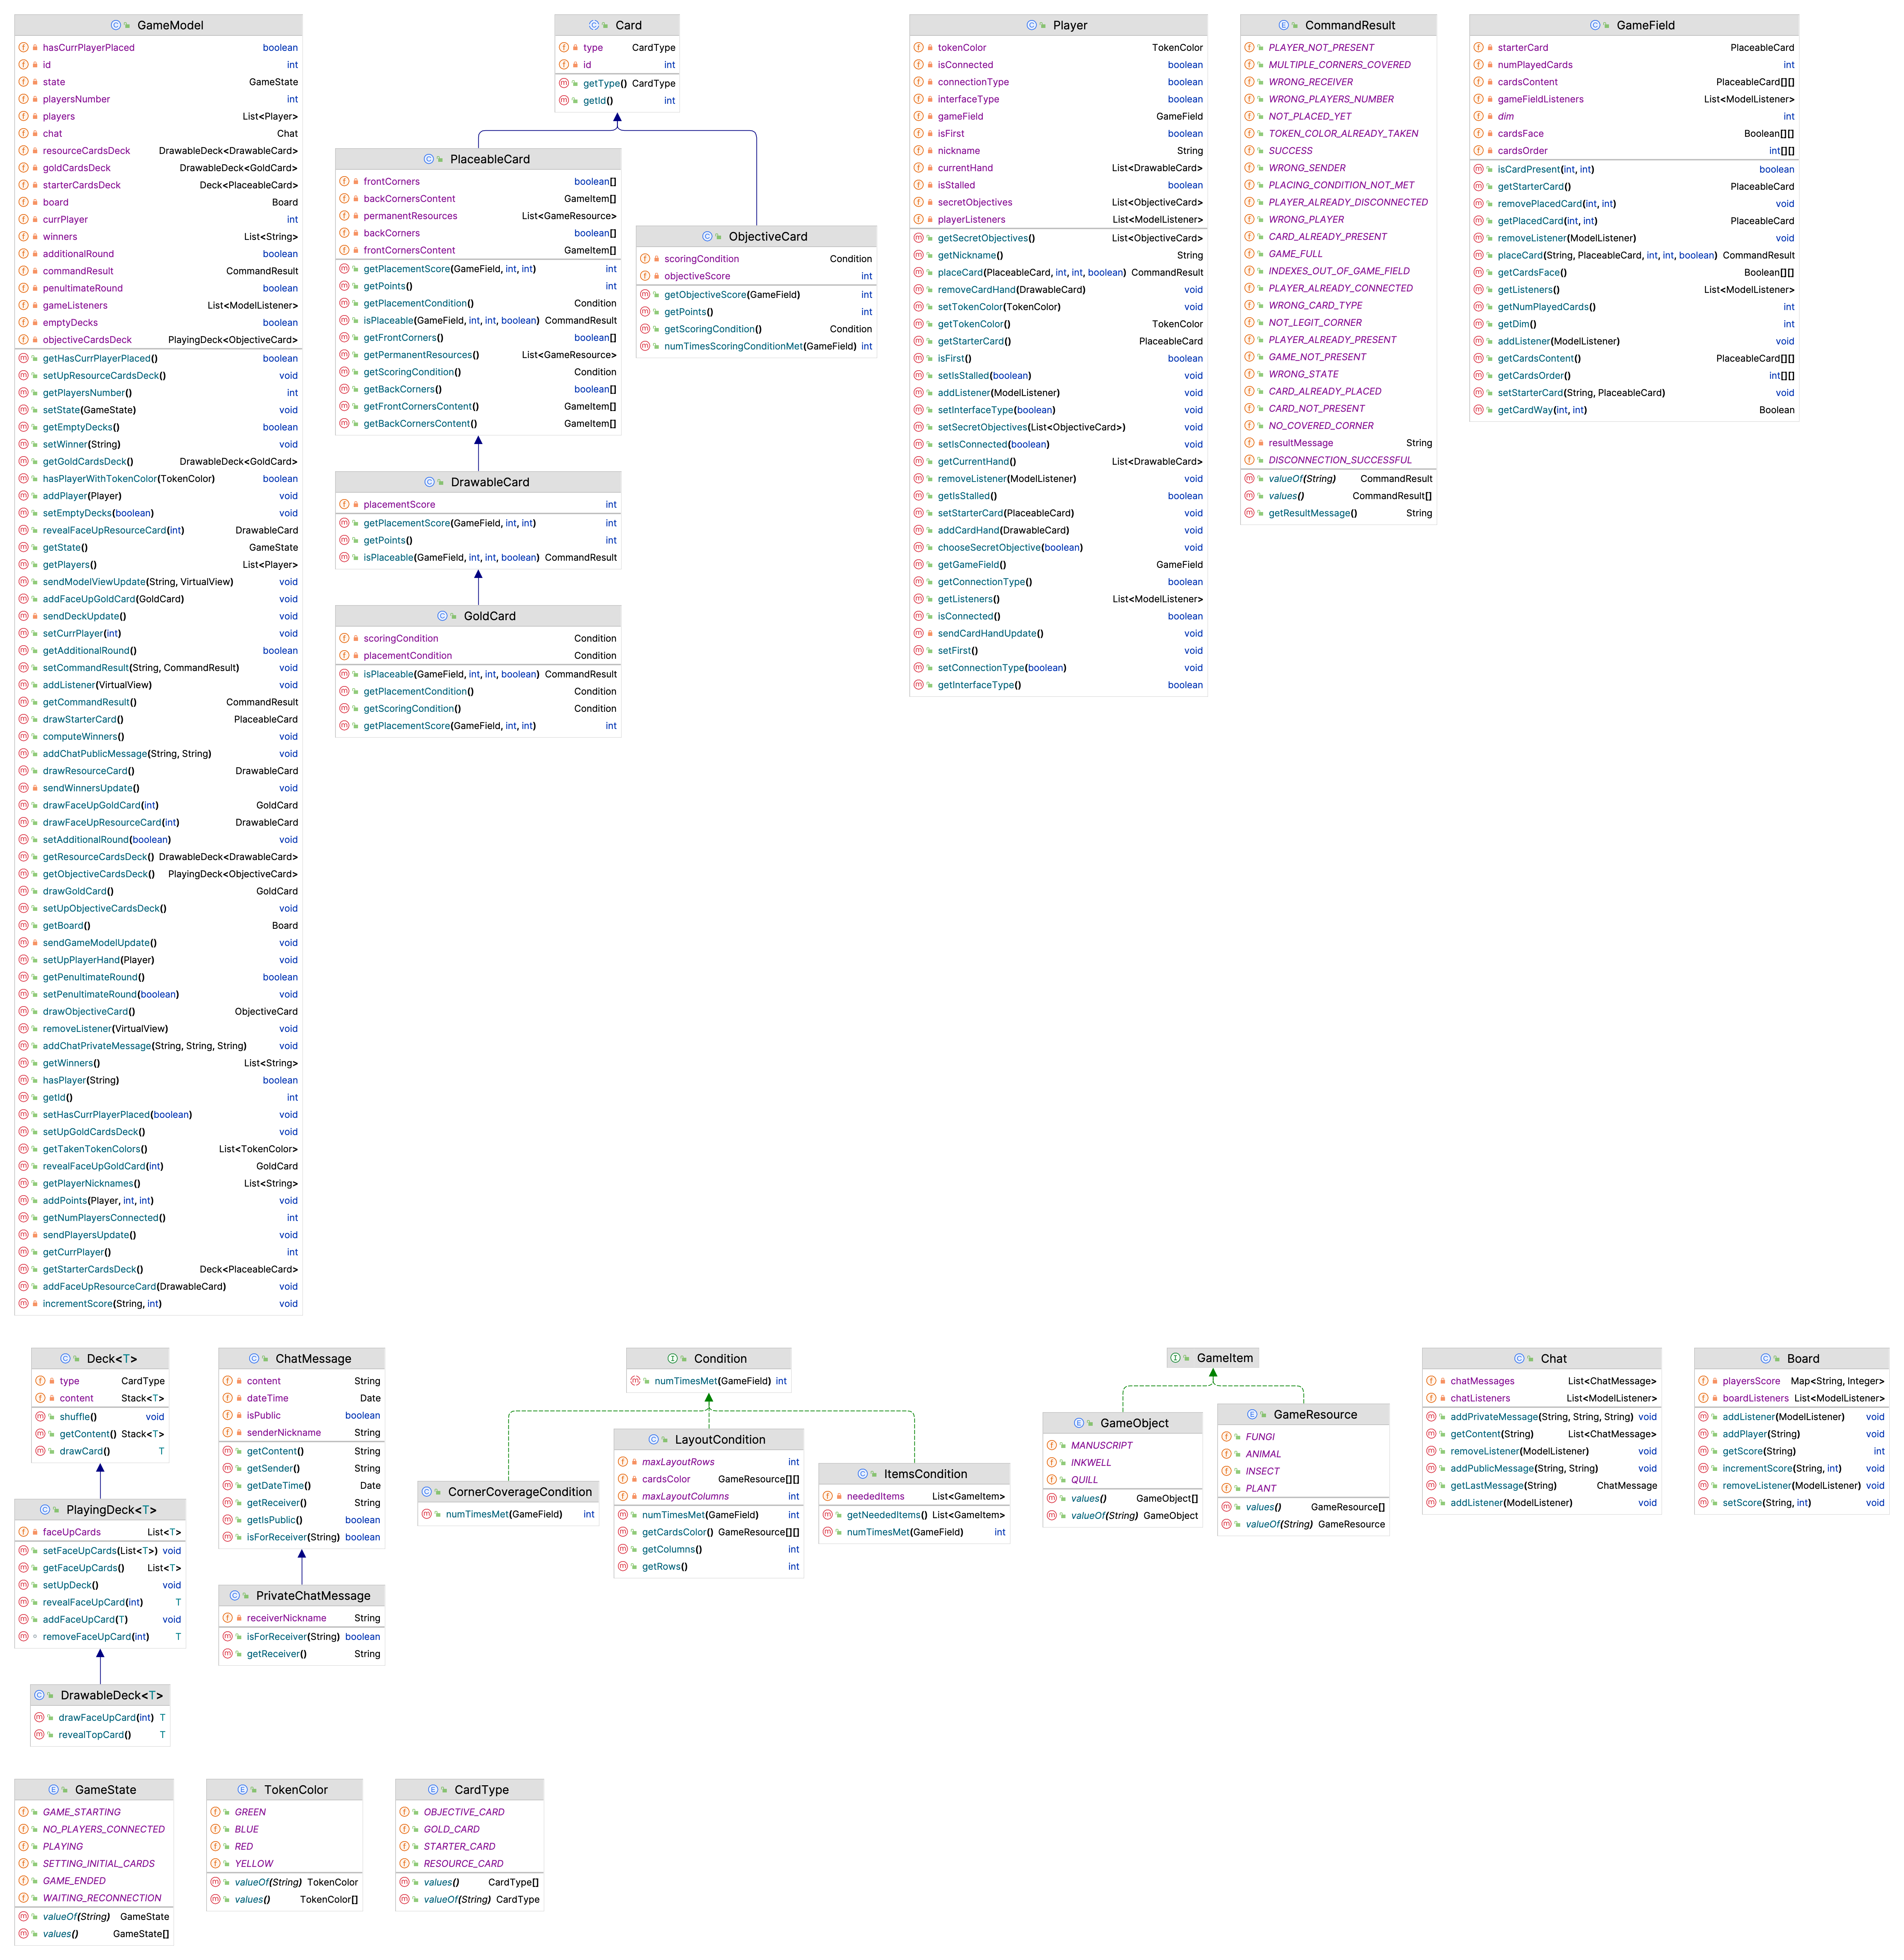 GameModel
hasCurrPlayerPlaced boolean
id int
state GameState
playersNumber int
players List<Player>
chat Chat
resourceCardsDeck DrawableDeck<DrawableCard>
goldCardsDeck DrawableDeck<GoldCard>
starterCardsDeck Deck<PlaceableCard>
board Board
currPlayer int
winners List<String>
additionalRound boolean
commandResult CommandResult
penultimateRound boolean
gameListeners List<ModelListener>
emptyDecks boolean
objectiveCardsDeck PlayingDeck<ObjectiveCard>
getHasCurrPlayerPlaced() boolean
setUpResourceCardsDeck() void
getPlayersNumber() int
setState(GameState) void
getEmptyDecks() boolean
setWinner(String) void
getGoldCardsDeck() DrawableDeck<GoldCard>
hasPlayerWithTokenColor(TokenColor) boolean
addPlayer(Player) void
setEmptyDecks(boolean) void
revealFaceUpResourceCard(int) DrawableCard
getState() GameState
getPlayers() List<Player>
sendModelViewUpdate(String, VirtualView) void
addFaceUpGoldCard(GoldCard) void
sendDeckUpdate() void
setCurrPlayer(int) void
getAdditionalRound() boolean
setCommandResult(String, CommandResult) void
addListener(VirtualView) void
getCommandResult() CommandResult
drawStarterCard() PlaceableCard
computeWinners() void
addChatPublicMessage(String, String) void
drawResourceCard() DrawableCard
sendWinnersUpdate() void
drawFaceUpGoldCard(int) GoldCard
drawFaceUpResourceCard(int) DrawableCard
setAdditionalRound(boolean) void
getResourceCardsDeck() DrawableDeck<DrawableCard>
getObjectiveCardsDeck() PlayingDeck<ObjectiveCard>
drawGoldCard() GoldCard
setUpObjectiveCardsDeck() void
getBoard() Board
sendGameModelUpdate() void
setUpPlayerHand(Player) void
getPenultimateRound() boolean
setPenultimateRound(boolean) void
drawObjectiveCard() ObjectiveCard
removeListener(VirtualView) void
addChatPrivateMessage(String, String, String) void
getWinners() List<String>
hasPlayer(String) boolean
getId() int
setHasCurrPlayerPlaced(boolean) void
setUpGoldCardsDeck() void
getTakenTokenColors() List<TokenColor>
revealFaceUpGoldCard(int) GoldCard
getPlayerNicknames() List<String>
addPoints(Player, int, int) void
getNumPlayersConnected() int
sendPlayersUpdate() void
getCurrPlayer() int
getStarterCardsDeck() Deck<PlaceableCard>
addFaceUpResourceCard(DrawableCard) void
incrementScore(String, int) void
Card
type CardType
id int
getType() CardType
getId() int
PlaceableCard
frontCorners boolean[]
backCornersContent GameItem[]
permanentResources List<GameResource>
backCorners boolean[]
frontCornersContent GameItem[]
getPlacementScore(GameField, int, int) int
getPoints() int
getPlacementCondition() Condition
isPlaceable(GameField, int, int, boolean) CommandResult
getFrontCorners() boolean[]
getPermanentResources() List<GameResource>
getScoringCondition() Condition
getBackCorners() boolean[]
getFrontCornersContent() GameItem[]
getBackCornersContent() GameItem[]
ObjectiveCard
scoringCondition Condition
objectiveScore int
getObjectiveScore(GameField) int
getPoints() int
getScoringCondition() Condition
numTimesScoringConditionMet(GameField) int
DrawableCard
placementScore int
getPlacementScore(GameField, int, int) int
getPoints() int
isPlaceable(GameField, int, int, boolean) CommandResult
GoldCard
scoringCondition Condition
placementCondition Condition
isPlaceable(GameField, int, int, boolean) CommandResult
getPlacementCondition() Condition
getScoringCondition() Condition
getPlacementScore(GameField, int, int) int
Player
tokenColor TokenColor
isConnected boolean
connectionType boolean
interfaceType boolean
gameField GameField
isFirst boolean
nickname String
currentHand List<DrawableCard>
isStalled boolean
secretObjectives List<ObjectiveCard>
playerListeners List<ModelListener>
getSecretObjectives() List<ObjectiveCard>
getNickname() String
placeCard(PlaceableCard, int, int, boolean) CommandResult
removeCardHand(DrawableCard) void
setTokenColor(TokenColor) void
getTokenColor() TokenColor
getStarterCard() PlaceableCard
isFirst() boolean
setIsStalled(boolean) void
addListener(ModelListener) void
setInterfaceType(boolean) void
setSecretObjectives(List<ObjectiveCard>) void
setIsConnected(boolean) void
getCurrentHand() List<DrawableCard>
removeListener(ModelListener) void
getIsStalled() boolean
setStarterCard(PlaceableCard) void
addCardHand(DrawableCard) void
chooseSecretObjective(boolean) void
getGameField() GameField
getConnectionType() boolean
getListeners() List<ModelListener>
isConnected() boolean
sendCardHandUpdate() void
setFirst() void
setConnectionType(boolean) void
getInterfaceType() boolean
CommandResult
PLAYER_NOT_PRESENT
MULTIPLE_CORNERS_COVERED
WRONG_RECEIVER
WRONG_PLAYERS_NUMBER
NOT_PLACED_YET
TOKEN_COLOR_ALREADY_TAKEN
SUCCESS
WRONG_SENDER
PLACING_CONDITION_NOT_MET
PLAYER_ALREADY_DISCONNECTED
WRONG_PLAYER
CARD_ALREADY_PRESENT
GAME_FULL
INDEXES_OUT_OF_GAME_FIELD
PLAYER_ALREADY_CONNECTED
WRONG_CARD_TYPE
NOT_LEGIT_CORNER
PLAYER_ALREADY_PRESENT
GAME_NOT_PRESENT
WRONG_STATE
CARD_ALREADY_PLACED
CARD_NOT_PRESENT
NO_COVERED_CORNER
resultMessage String
DISCONNECTION_SUCCESSFUL
valueOf(String) CommandResult
values() CommandResult[]
getResultMessage() String
GameField
starterCard PlaceableCard
numPlayedCards int
cardsContent PlaceableCard[][]
gameFieldListeners List<ModelListener>
dim int
cardsFace Boolean[][]
cardsOrder int[][]
isCardPresent(int, int) boolean
getStarterCard() PlaceableCard
removePlacedCard(int, int) void
getPlacedCard(int, int) PlaceableCard
removeListener(ModelListener) void
placeCard(String, PlaceableCard, int, int, boolean) CommandResult
getCardsFace() Boolean[][]
getListeners() List<ModelListener>
getNumPlayedCards() int
getDim() int
addListener(ModelListener) void
getCardsContent() PlaceableCard[][]
getCardsOrder() int[][]
setStarterCard(String, PlaceableCard) void
getCardWay(int, int) Boolean
Deck<T>
type CardType
content Stack<T>
shuffle() void
getContent() Stack<T>
drawCard() T
PlayingDeck<T>
faceUpCards List<T>
setFaceUpCards(List<T>) void
getFaceUpCards() List<T>
setUpDeck() void
revealFaceUpCard(int) T
addFaceUpCard(T) void
removeFaceUpCard(int) T
DrawableDeck<T>
drawFaceUpCard(int) T
revealTopCard() T
ChatMessage
content String
dateTime Date
isPublic boolean
senderNickname String
getContent() String
getSender() String
getDateTime() Date
getReceiver() String
getIsPublic() boolean
isForReceiver(String) boolean
PrivateChatMessage
receiverNickname String
isForReceiver(String) boolean
getReceiver() String
Condition
numTimesMet(GameField) int
CornerCoverageCondition
numTimesMet(GameField) int
LayoutCondition
maxLayoutRows int
cardsColor GameResource[][]
maxLayoutColumns int
numTimesMet(GameField) int
getCardsColor() GameResource[][]
getColumns() int
getRows() int
ItemsCondition
neededItems List<GameItem>
getNeededItems() List<GameItem>
numTimesMet(GameField) int
GameItem
GameObject
MANUSCRIPT
INKWELL
QUILL
values() GameObject[]
valueOf(String) GameObject
GameResource
FUNGI
ANIMAL
INSECT
PLANT
values() GameResource[]
valueOf(String) GameResource
Chat
chatMessages List<ChatMessage>
chatListeners List<ModelListener>
addPrivateMessage(String, String, String) void
getContent() List<ChatMessage>
removeListener(ModelListener) void
addPublicMessage(String, String) void
getLastMessage(String) ChatMessage
addListener(ModelListener) void
Board
playersScore Map<String, Integer>
boardListeners List<ModelListener>
addListener(ModelListener) void
addPlayer(String) void
getScore(String) int
incrementScore(String, int) void
removeListener(ModelListener) void
setScore(String, int) void
GameState
GAME_STARTING
NO_PLAYERS_CONNECTED
PLAYING
SETTING_INITIAL_CARDS
GAME_ENDED
WAITING_RECONNECTION
valueOf(String) GameState
values() GameState[]
TokenColor
GREEN
BLUE
RED
YELLOW
valueOf(String) TokenColor
values() TokenColor[]
CardType
OBJECTIVE_CARD
GOLD_CARD
STARTER_CARD
RESOURCE_CARD
values() CardType[]
valueOf(String) CardType